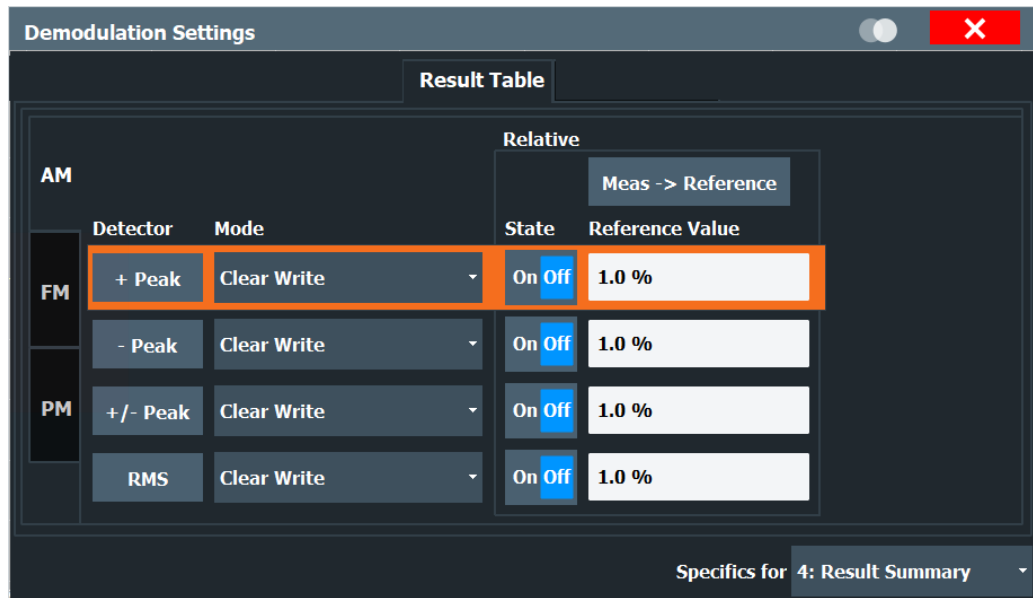 Demodulation Settings
Result Table
Relative
AM
Meas -> Reference
Detector Mode State Reference Value
+ Peak Clear Write On Off 1.0 %
FM
- Peak Clear Write On Off 1.0 %
PM +/- Peak Clear Write On Off 1.0 %
RMS Clear Write On Off 1.0 %
Specifics for 4: Result Summary